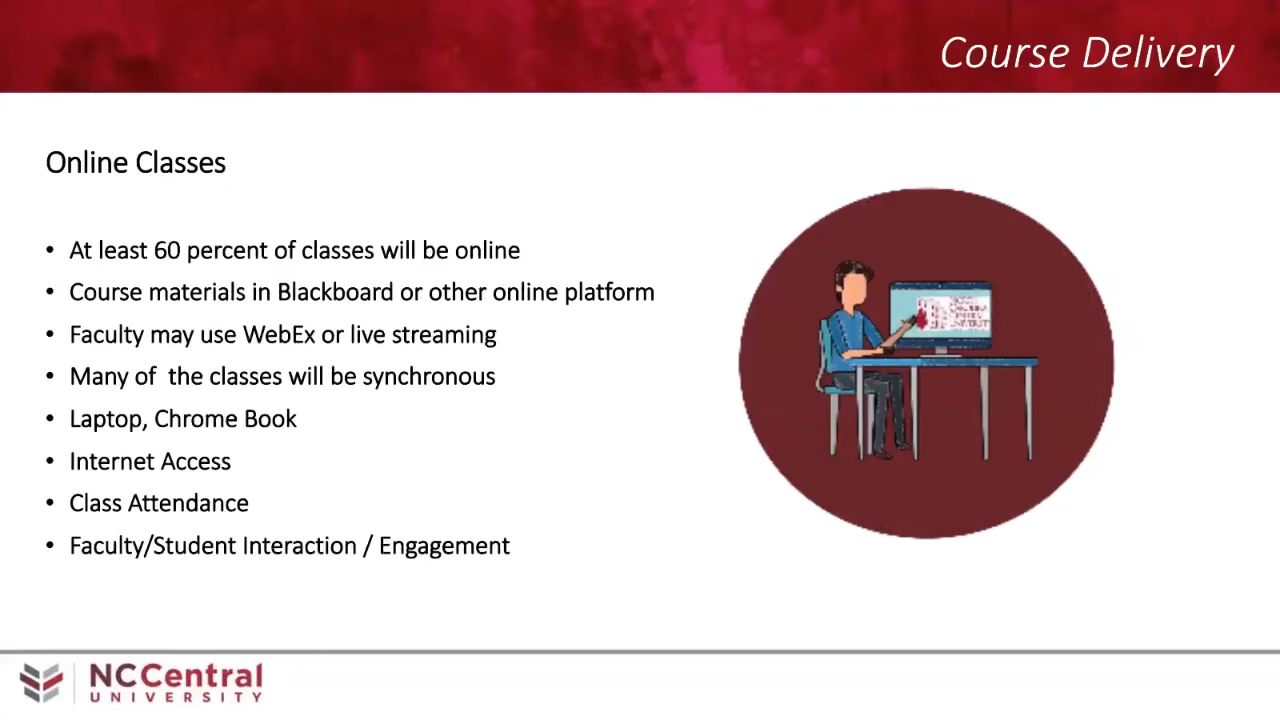 Course Delivery
Online Classes
• At least 60 percent of classes will be online
• Course materials in Blackboard or other online platform
• Faculty may use WebEx or live streaming
• Many of  the classes will be synchronous
• Laptop, Chrome Book
• Internet Access
• Class Attendance
• Faculty/Student Interaction / Engagement
NCCentral
UNIVERSITY